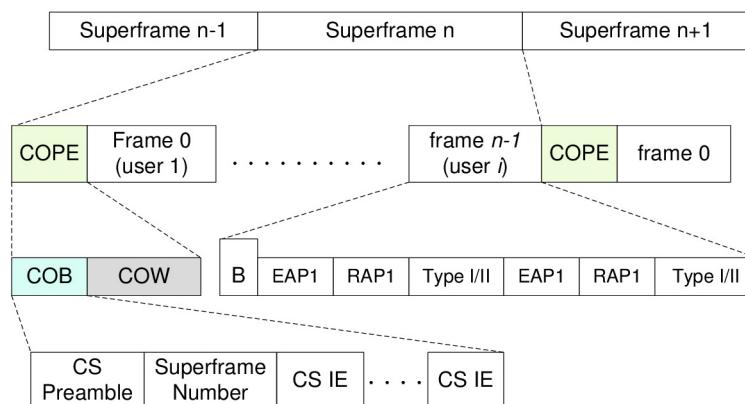 Superframe n-1 Superframe n Superframe n+1
COPE Frame 0 (user 1) . . . . . . . . . . frame n-1 (user i) COPE frame 0
COB COW B EAP1 RAP1 Type I/II EAP1 RAP1 Type I/II
CS Preamble Superframe Number CS IE . . . . CS IE